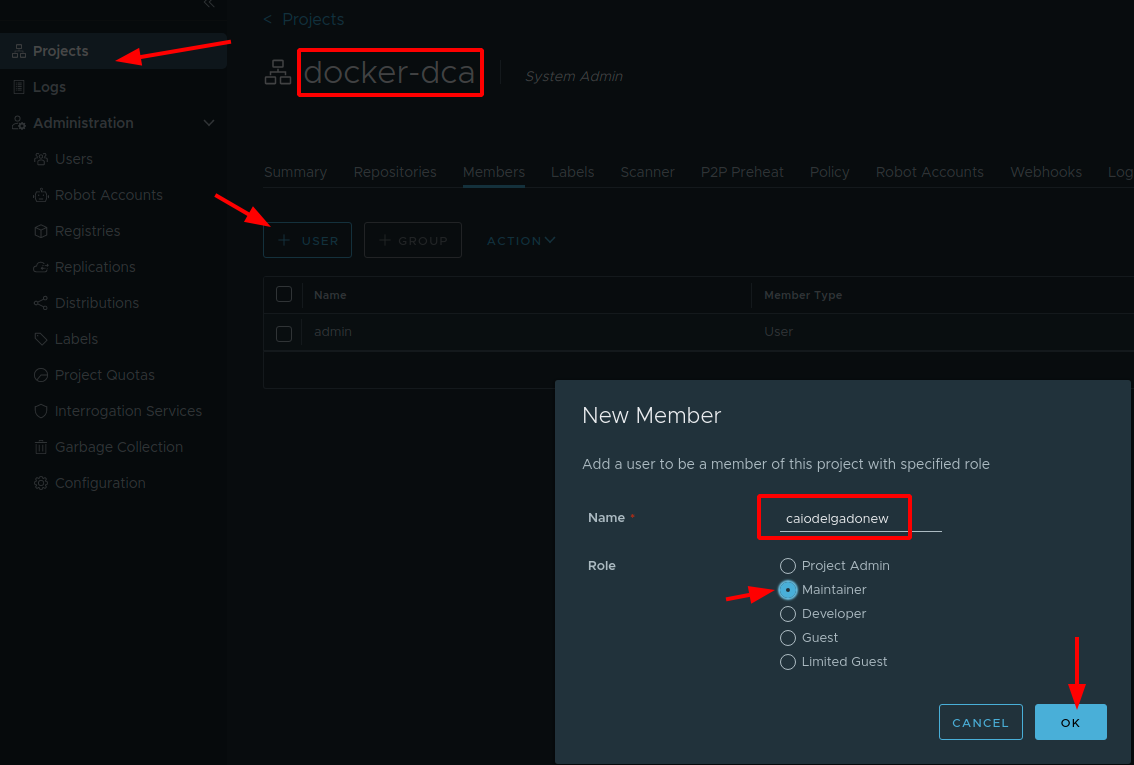 < Projects
Projects
docker-dca
System Admin
Logs
Administration
Users
Robot Accounts
Registries
Replications
Distributions
Labels
Project Quotas
Interrogation Services
Garbage Collection
Configuration
Summary Repositories Members Labels Scanner P2P Preheat Policy Robot Accounts Webhooks Log
+ USER + GROUP ACTION
Name Member Type
admin User
New Member
Add a user to be a member of this project with specified role
Name * caiodelgadonew
Role
Project Admin
Maintainer
Developer
Guest
Limited Guest
CANCEL OK